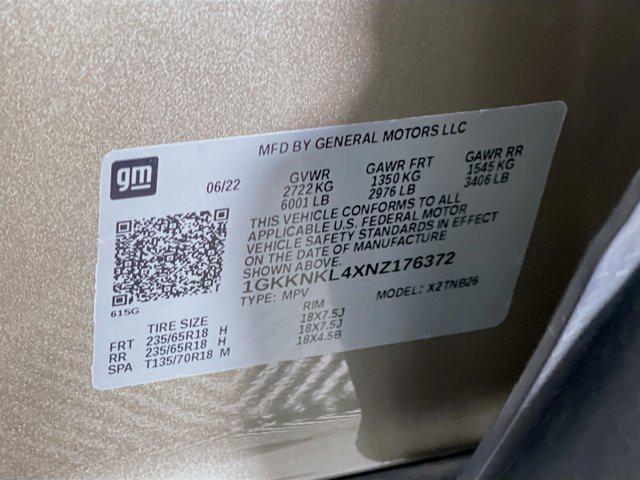 MFD BY GENERAL MOTORS LLC
gm
06/22
GVWR GAWR FRT GAWR RR
2722 KG 1350 KG 1545 KG
6001 LB 2976 LB 3406 LB
THIS VEHICLE CONFORMS TO ALL
APPLICABLE U.S. FEDERAL MOTOR
VEHICLE SAFETY STANDARDS IN EFFECT
ON THE DATE OF MANUFACTURE
SHOWN ABOVE.
1GKKNKL4XNZ176372
TYPE: MPV MODEL: X2TNB26
615G
TIRE SIZE RIM
FRT 235/65R18 H 18X7.5J
RR 235/65R18 H 18X7.5J
SPA T135/70R18 M 18X4.5B